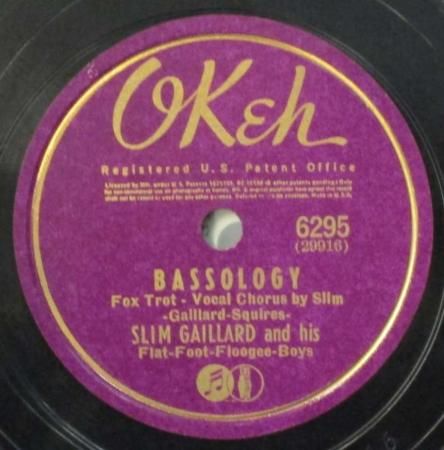 OKeh
Registered U.S. Patent Office
6295
(29916)
BASSOLOGY
Fox Trot - Vocal Chorus by Slim
-Gaillard-Squires-
SLIM GAILLARD and his
Flat-Foot-Floogee-Boys